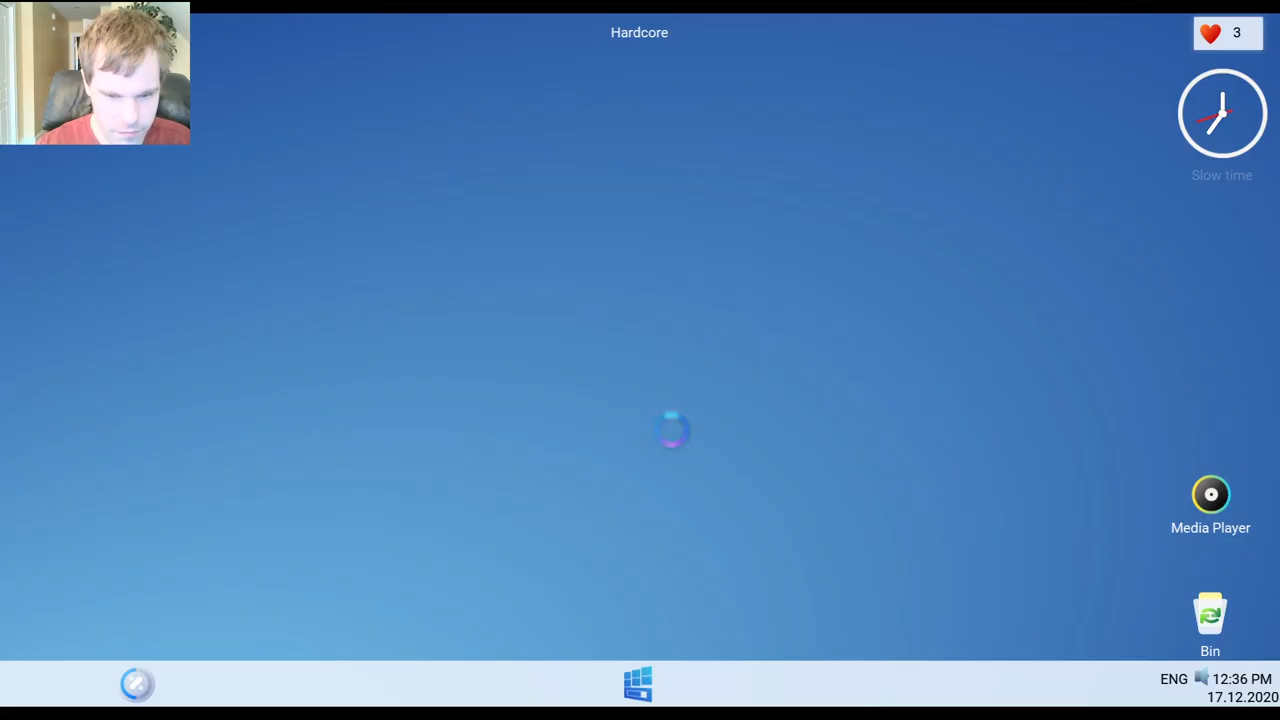 Hardcore
3
Slow time
Media Player
Bin
ENG 12:36 PM
17.12.2020